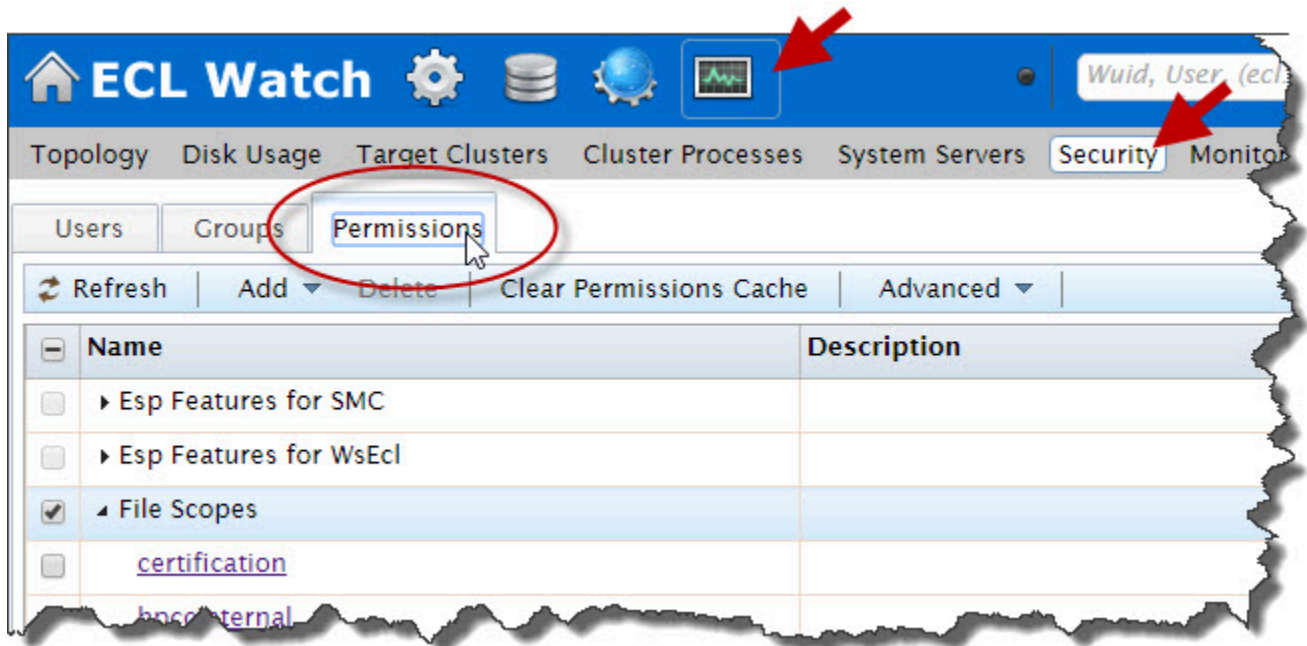 ECL Watch
Wuid, User, (ecl
Topology Disk Usage Target Clusters Cluster Processes System Servers Security Monitor
Users Groups Permissions
Refresh Add Delete Clear Permissions Cache Advanced
Name Description
Esp Features for SMC
Esp Features for WsEcl
File Scopes
certification